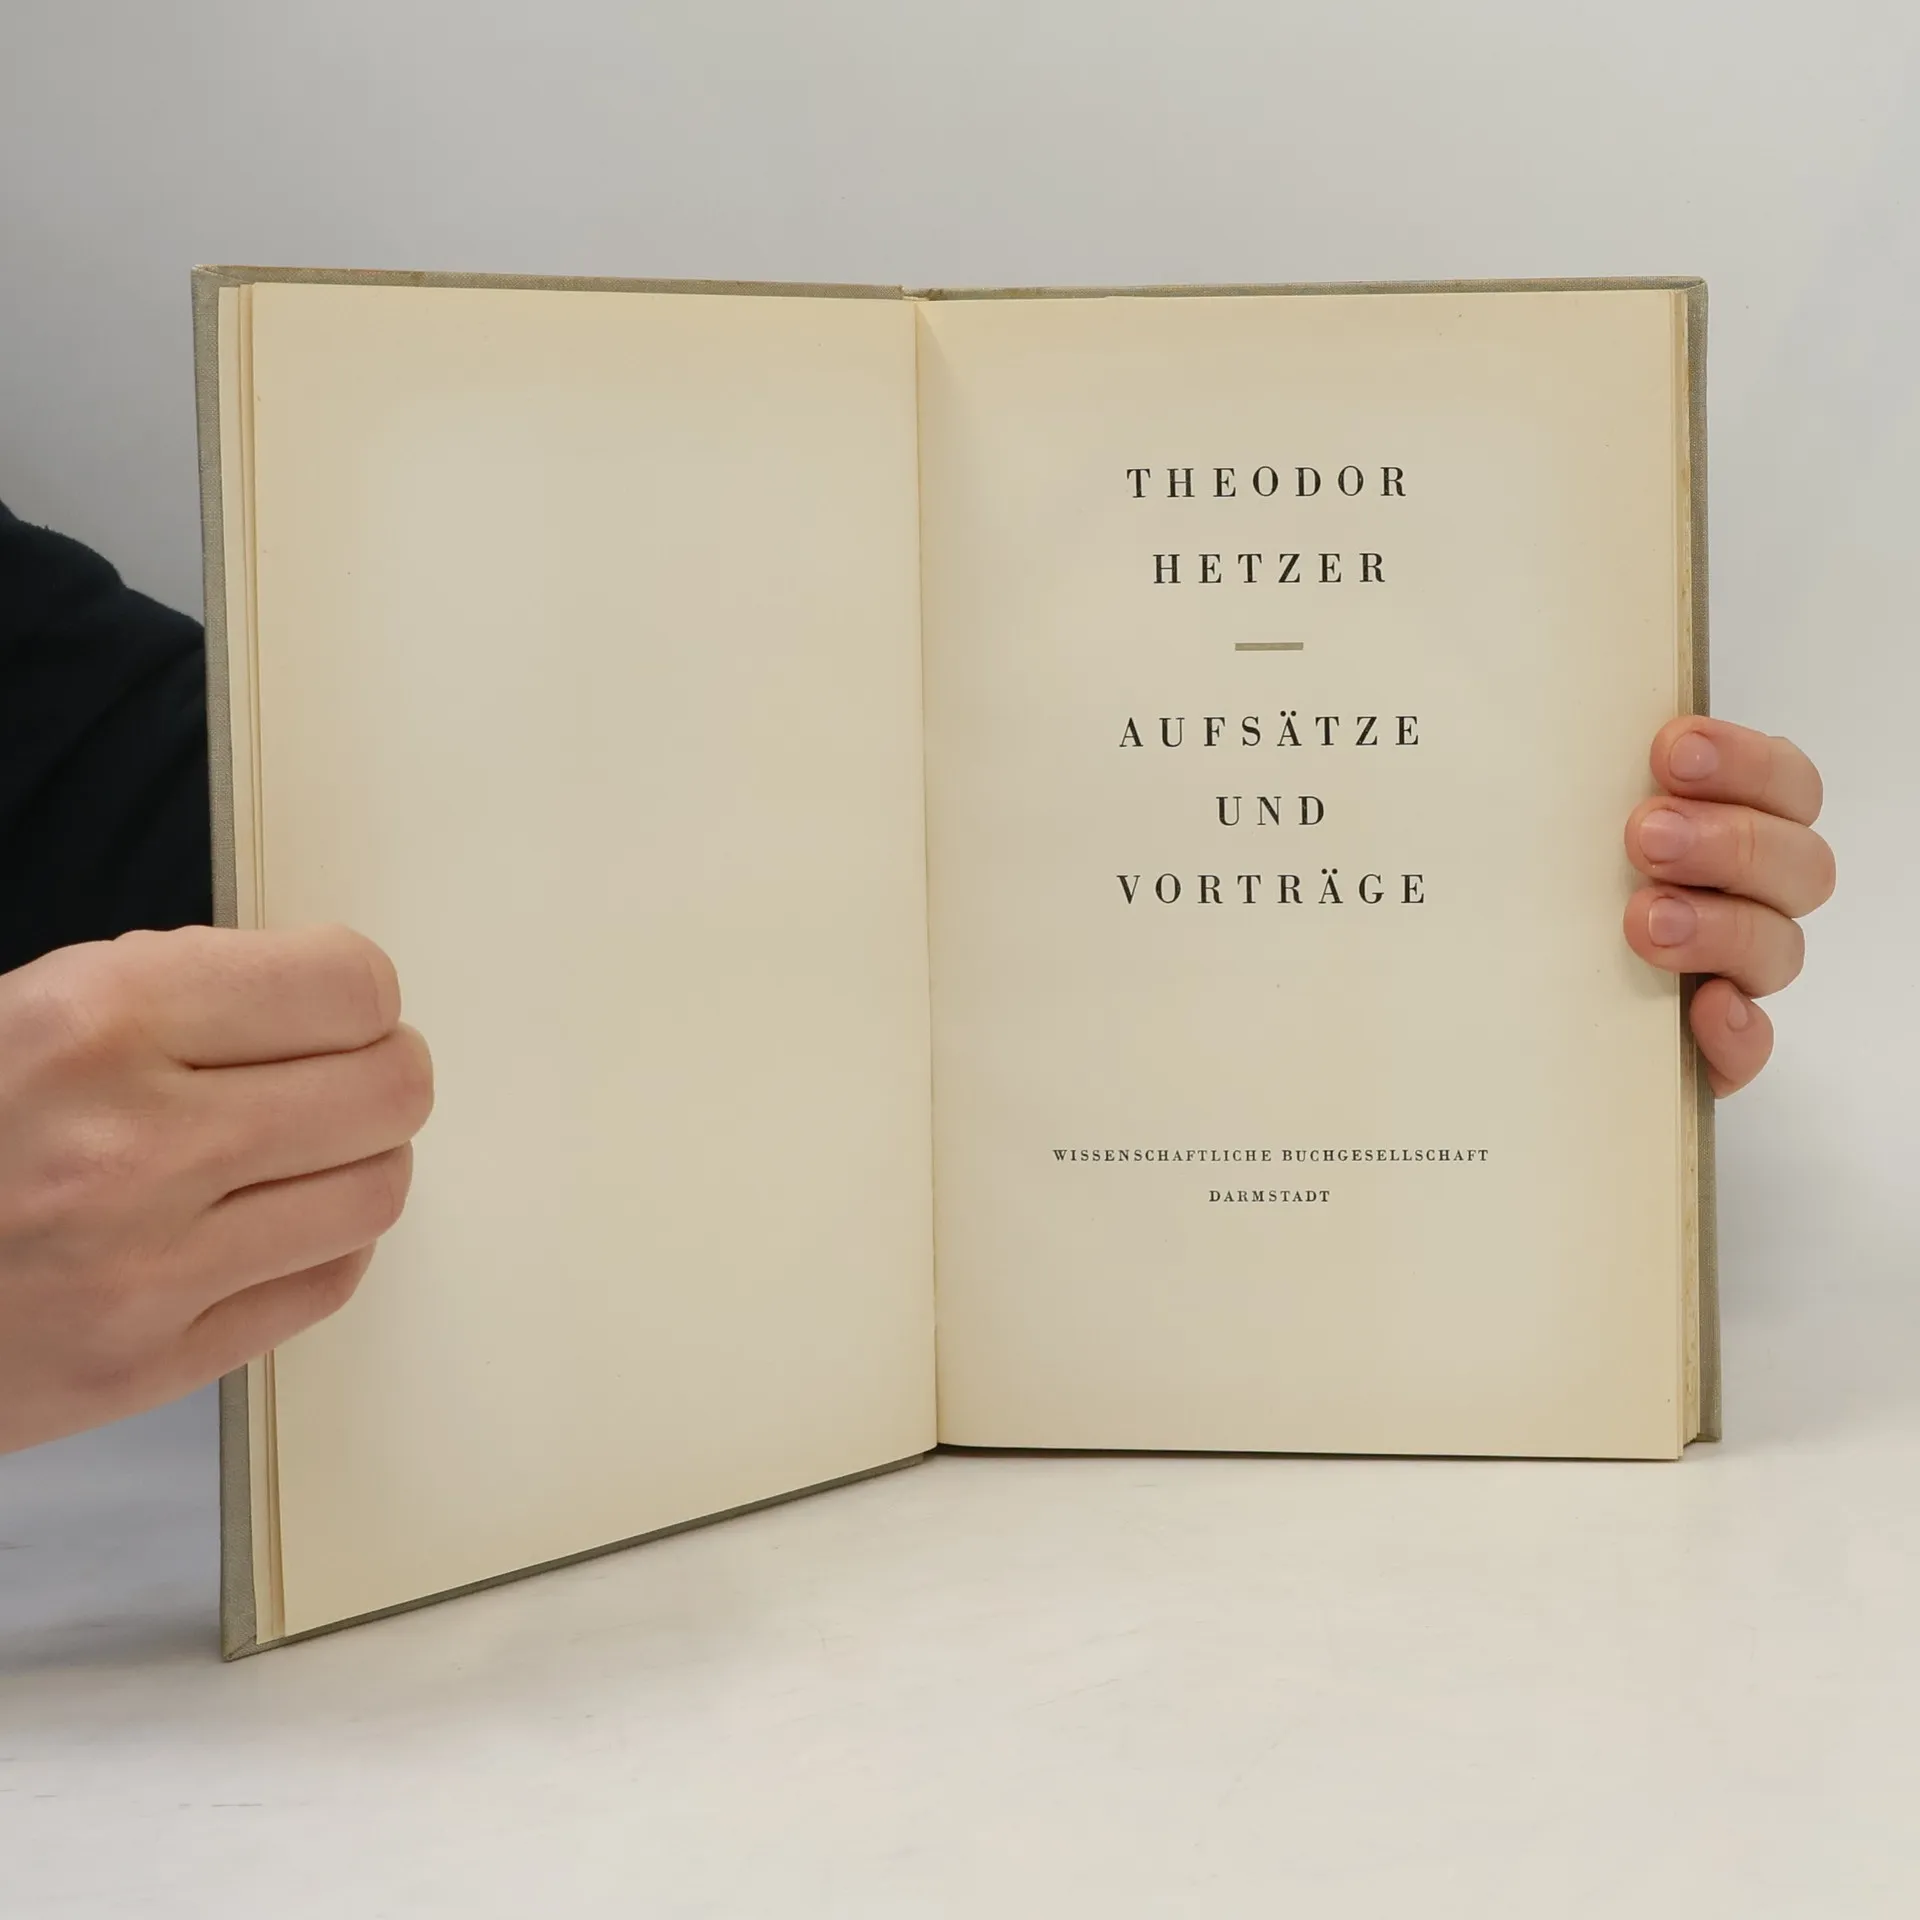 THEODOR
HETZER
AUFSÄTZE
UND
VORTRÄGE
WISSENSCHAFTLICHE BUCHGESELLSCHAFT
DARMSTADT